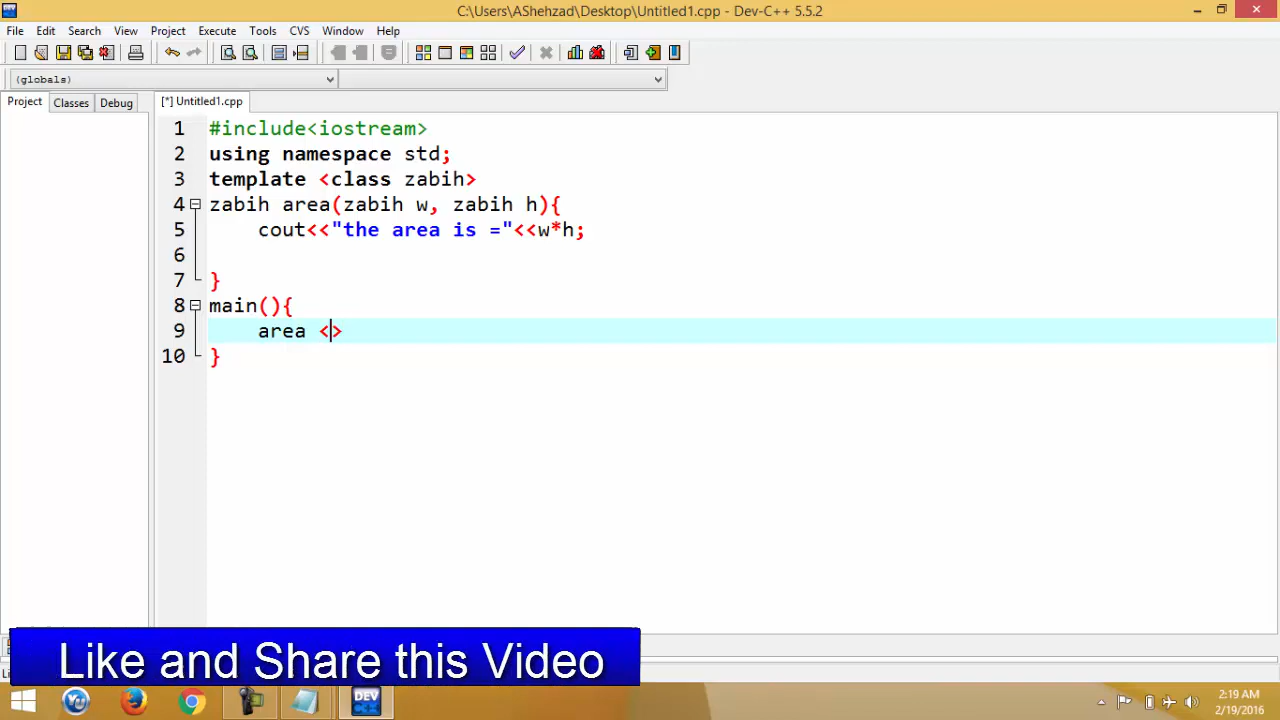 C:\Users\AShehzad\Desktop\Untitled1.cpp - Dev-C++ 5.5.2
File Edit Search View Project Execute Tools CVS Window Help
(globals)
Project Classes Debug
[*] Untitled1.cpp
1 #include<iostream>
2 using namespace std;
3 template <class zabih>
4 zabih area(zabih w, zabih h){
5 cout<<"the area is ="<<w*h;
6
7 }
8 main(){
9 area <>
10 }
Like and Share this Video
DEV
2:19 AM
2/19/2016